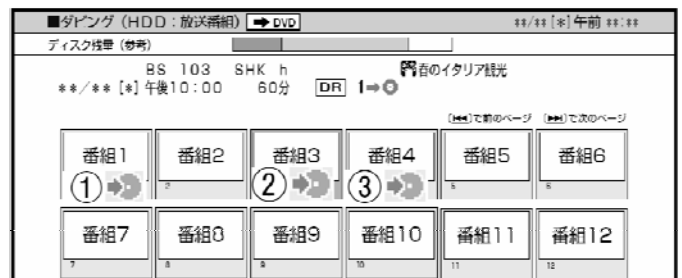 ■ダビング（HDD：放送番組）➡DVD **/**[*]午前 **:**
ディスク残量（参考）
BS 103 SHK h 春のイタリア観光
**/**[*]午後10:00 60分 DR 1➡
（⏮）で前のページ （⏭）で次のページ
番組1 番組2 番組3 番組4 番組5 番組6
① 2 ② ③ 5 6
番組7 番組8 番組9 番組10 番組11 番組12
7 8 9 10 11 12